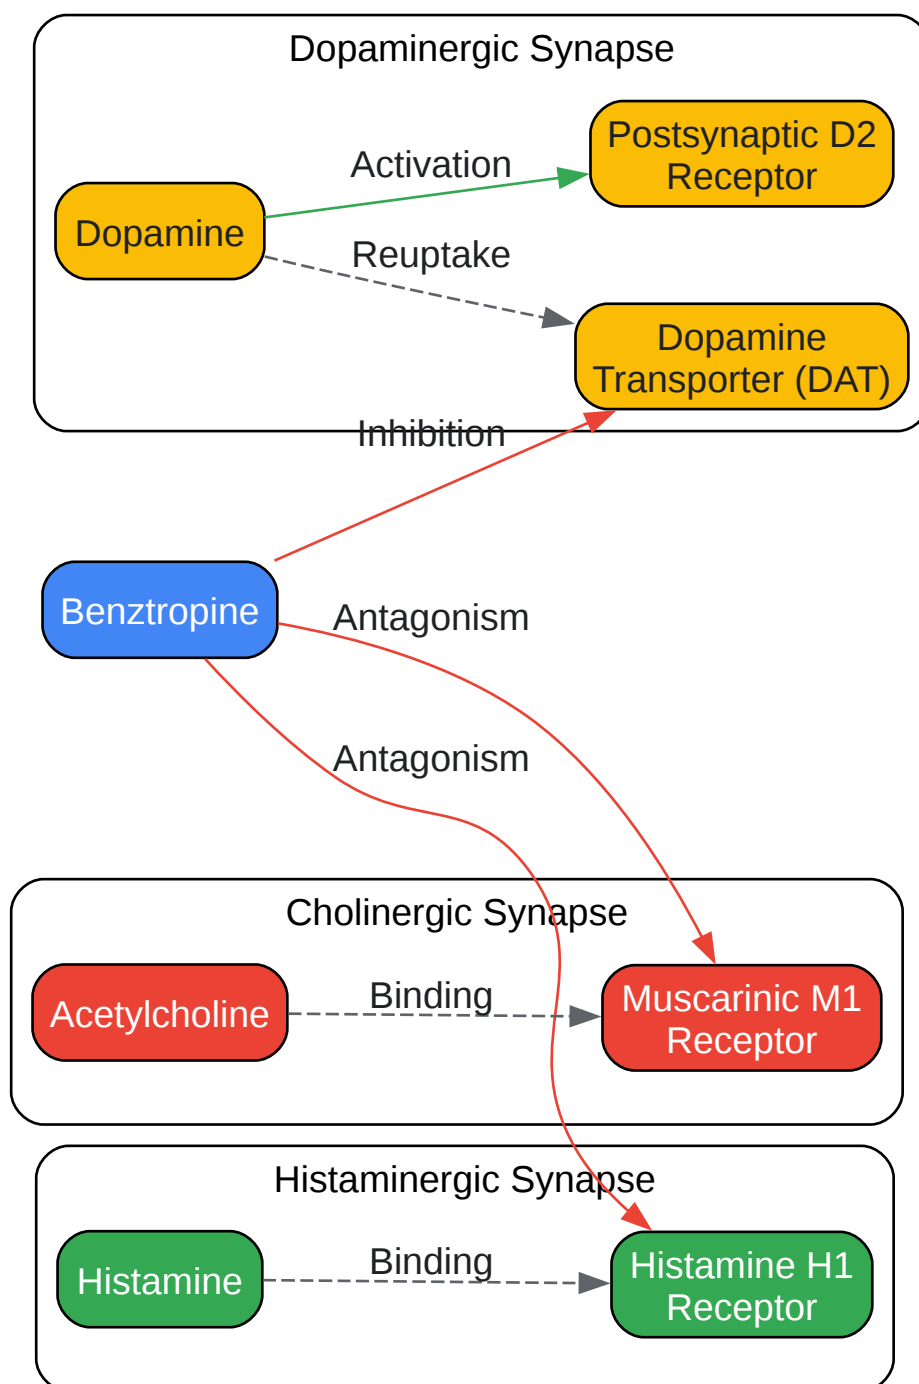 Dopaminergic Synapse
Postsynaptic D2
Receptor
Activation
Dopamine
Reuptake
Dopamine
Transporter (DAT)
Inhibition
Benztropine
Antagonism
Antagonism
Cholinergic Synapse
Acetylcholine
Binding
Muscarinic M1
Receptor
Histaminergic Synapse
Histamine
Binding
Histamine H1
Receptor